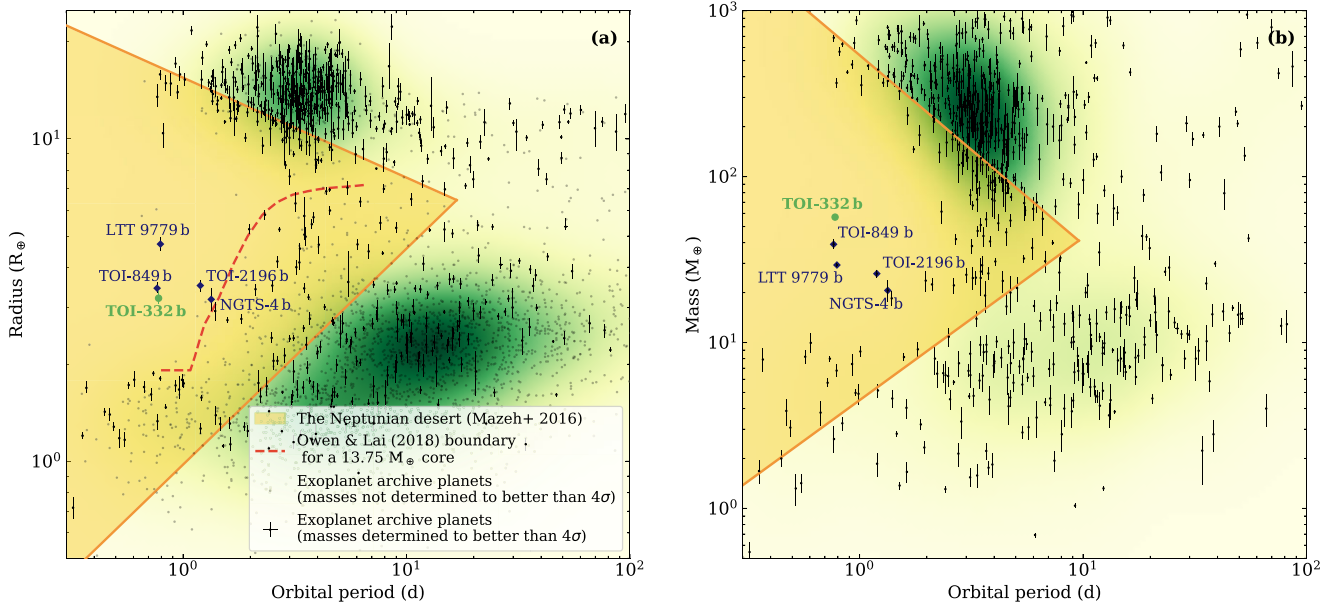 (a)
LTT 9779 b
TOI-849 b
TOI-2196 b
TOI-332 b
NGTS-4 b
The Neptunian desert (Mazeh+ 2016)
Owen & Lai (2018) boundary
for a 13.75 M⊕ core
Exoplanet archive planets
(masses not determined to better than 4σ)
Exoplanet archive planets
(masses determined to better than 4σ)
Radius (R⊕)
10¹
10⁰
10⁰
10¹
10²
Orbital period (d)
(b)
TOI-332 b
TOI-849 b
LTT 9779 b
TOI-2196 b
NGTS-4 b
Mass (M⊕)
10³
10²
10¹
10⁰
10⁰
10¹
10²
Orbital period (d)